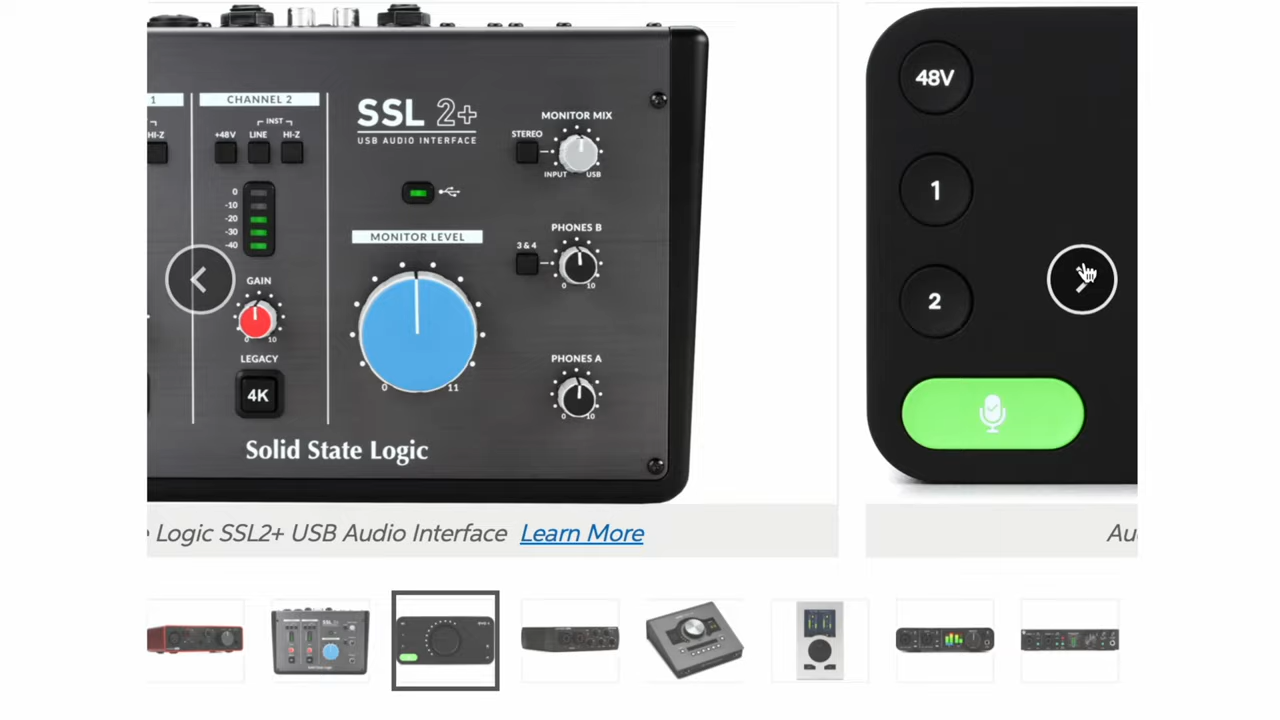 1
CHANNEL 2
HI-Z
INST
+48V LINE HI-Z
0
-10
-20
-30
-40
GAIN
0 10
LEGACY
4K
SSL 2+
USB AUDIO INTERFACE
MONITOR LEVEL
0 11
MONITOR MIX
STEREO
INPUT USB
PHONES B
3 & 4
0 10
PHONES A
0 10
Solid State Logic
48V
1
2
Logic SSL2+ USB Audio Interface Learn More